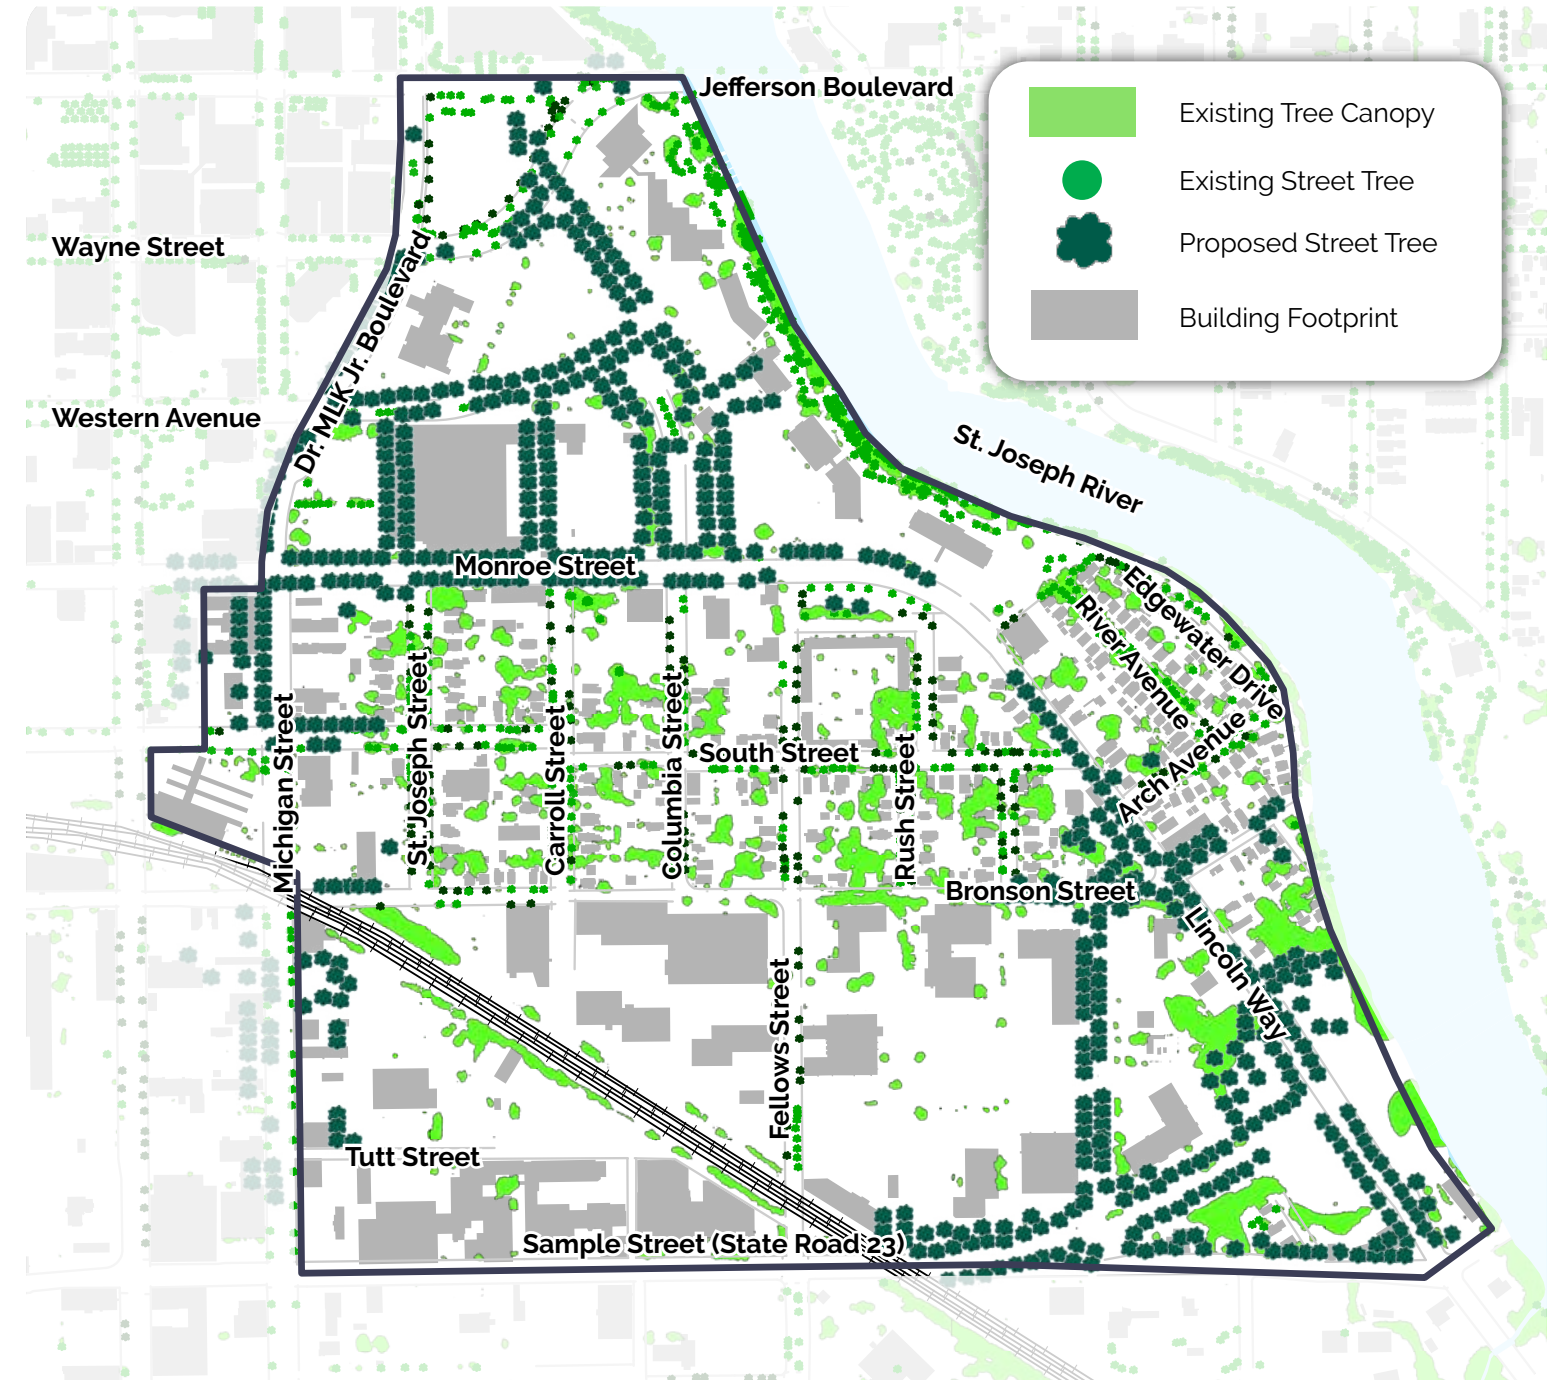 Jefferson Boulevard
Existing Tree Canopy
Existing Street Tree
Proposed Street Tree
Building Footprint
Wayne Street
Dr. MLK Jr. Boulevard
Western Avenue
St. Joseph River
Monroe Street
Edgewater Drive
River Avenue
Arch Avenue
Michigan Street
St. Joseph Street
Carroll Street
Columbia Street
South Street
Rush Street
Bronson Street
Lincoln Way
Fellows Street
Tutt Street
Sample Street (State Road 23)